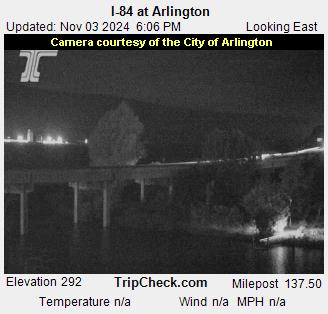 I-84 at Arlington
Updated: Nov 03 2024 6:06 PM Looking East
Camera courtesy of the City of Arlington
Elevation 292 TripCheck.com Milepost 137.50
Temperature n/a Wind n/a MPH n/a